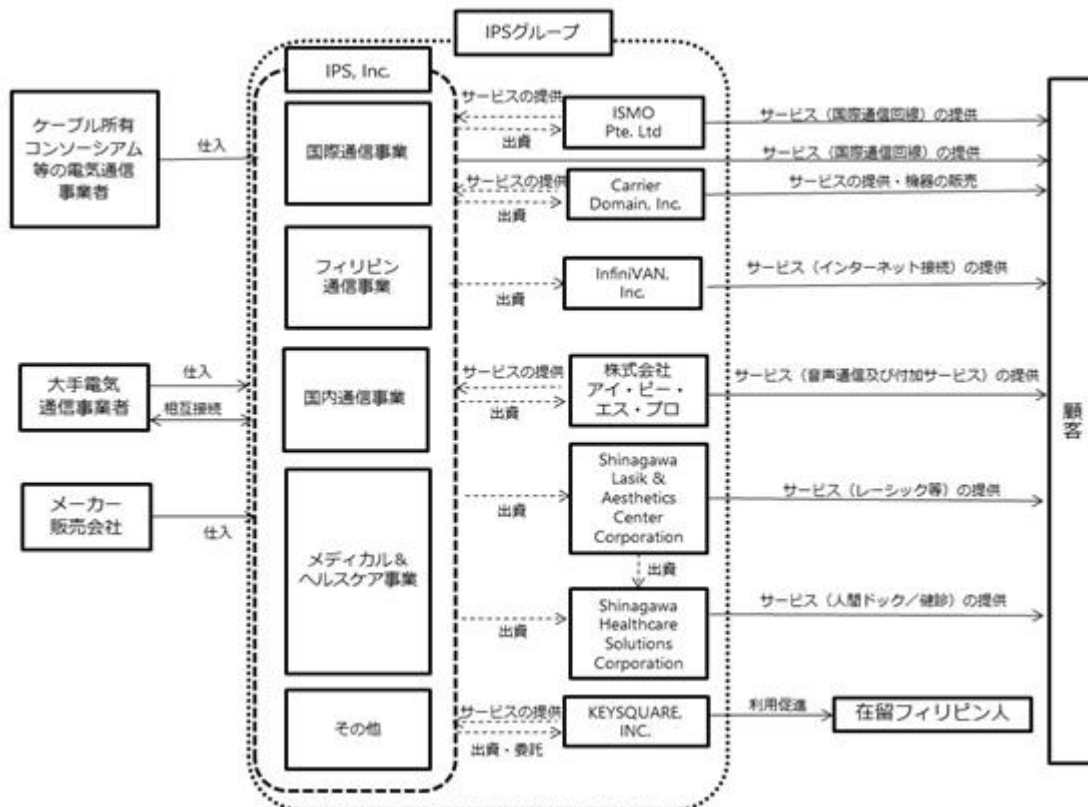 IPSグループ
IPS, Inc.
ケーブル所有
コンソーシアム
等の電気通信
事業者
仕入
国際通信事業
サービスの提供
出資
ISMO
Pte. Ltd
サービス（国際通信回線）の提供
サービス（国際通信回線）の提供
サービスの提供
出資
Carrier
Domain, Inc.
サービスの提供・機器の販売
フィリピン
通信事業
出資
InfiniVAN,
Inc.
サービス（インターネット接続）の提供
大手電気
通信事業者
仕入
相互接続
国内通信事業
サービスの提供
出資
株式会社
アイ・ピー・
エス・プロ
サービス（音声通信及び付加サービス）の提供
顧客
メーカー
販売会社
仕入
メディカル＆
ヘルスケア事業
出資
Shinagawa
Lasik &
Aesthetics
Center
Corporation
サービス（レーシック等）の提供
出資
出資
Shinagawa
Healthcare
Solutions
Corporation
サービス（人間ドック／健診）の提供
その他
サービスの提供
出資・委託
KEYSQUARE,
INC.
利用促進
在留フィリピン人